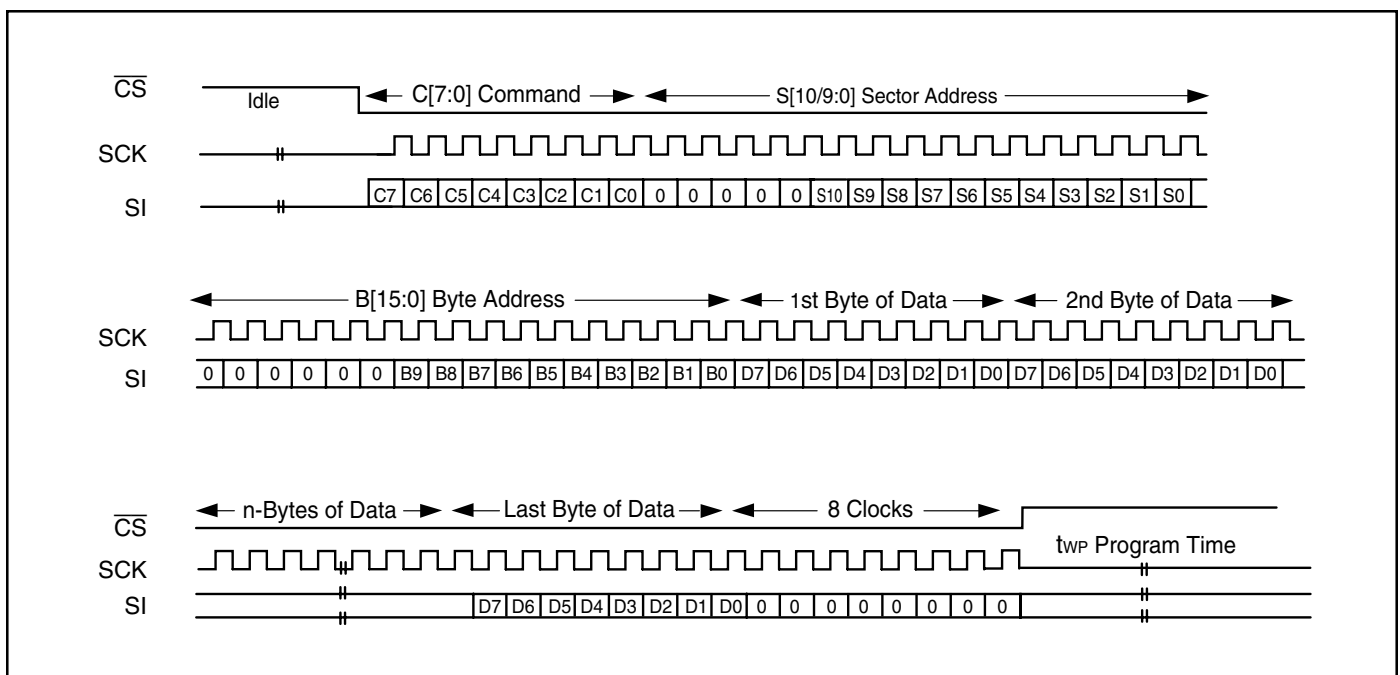 CS Idle C[7:0] Command S[10/9:0] Sector Address
SCK
SI C7 C6 C5 C4 C3 C2 C1 C0 0 0 0 0 0 S10 S9 S8 S7 S6 S5 S4 S3 S2 S1 S0
B[15:0] Byte Address 1st Byte of Data 2nd Byte of Data
SCK
SI 0 0 0 0 0 0 B9 B8 B7 B6 B5 B4 B3 B2 B1 B0 D7 D6 D5 D4 D3 D2 D1 D0 D7 D6 D5 D4 D3 D2 D1 D0
n-Bytes of Data Last Byte of Data 8 Clocks
CS
SCK tWP Program Time
SI D7 D6 D5 D4 D3 D2 D1 D0 0 0 0 0 0 0 0 0